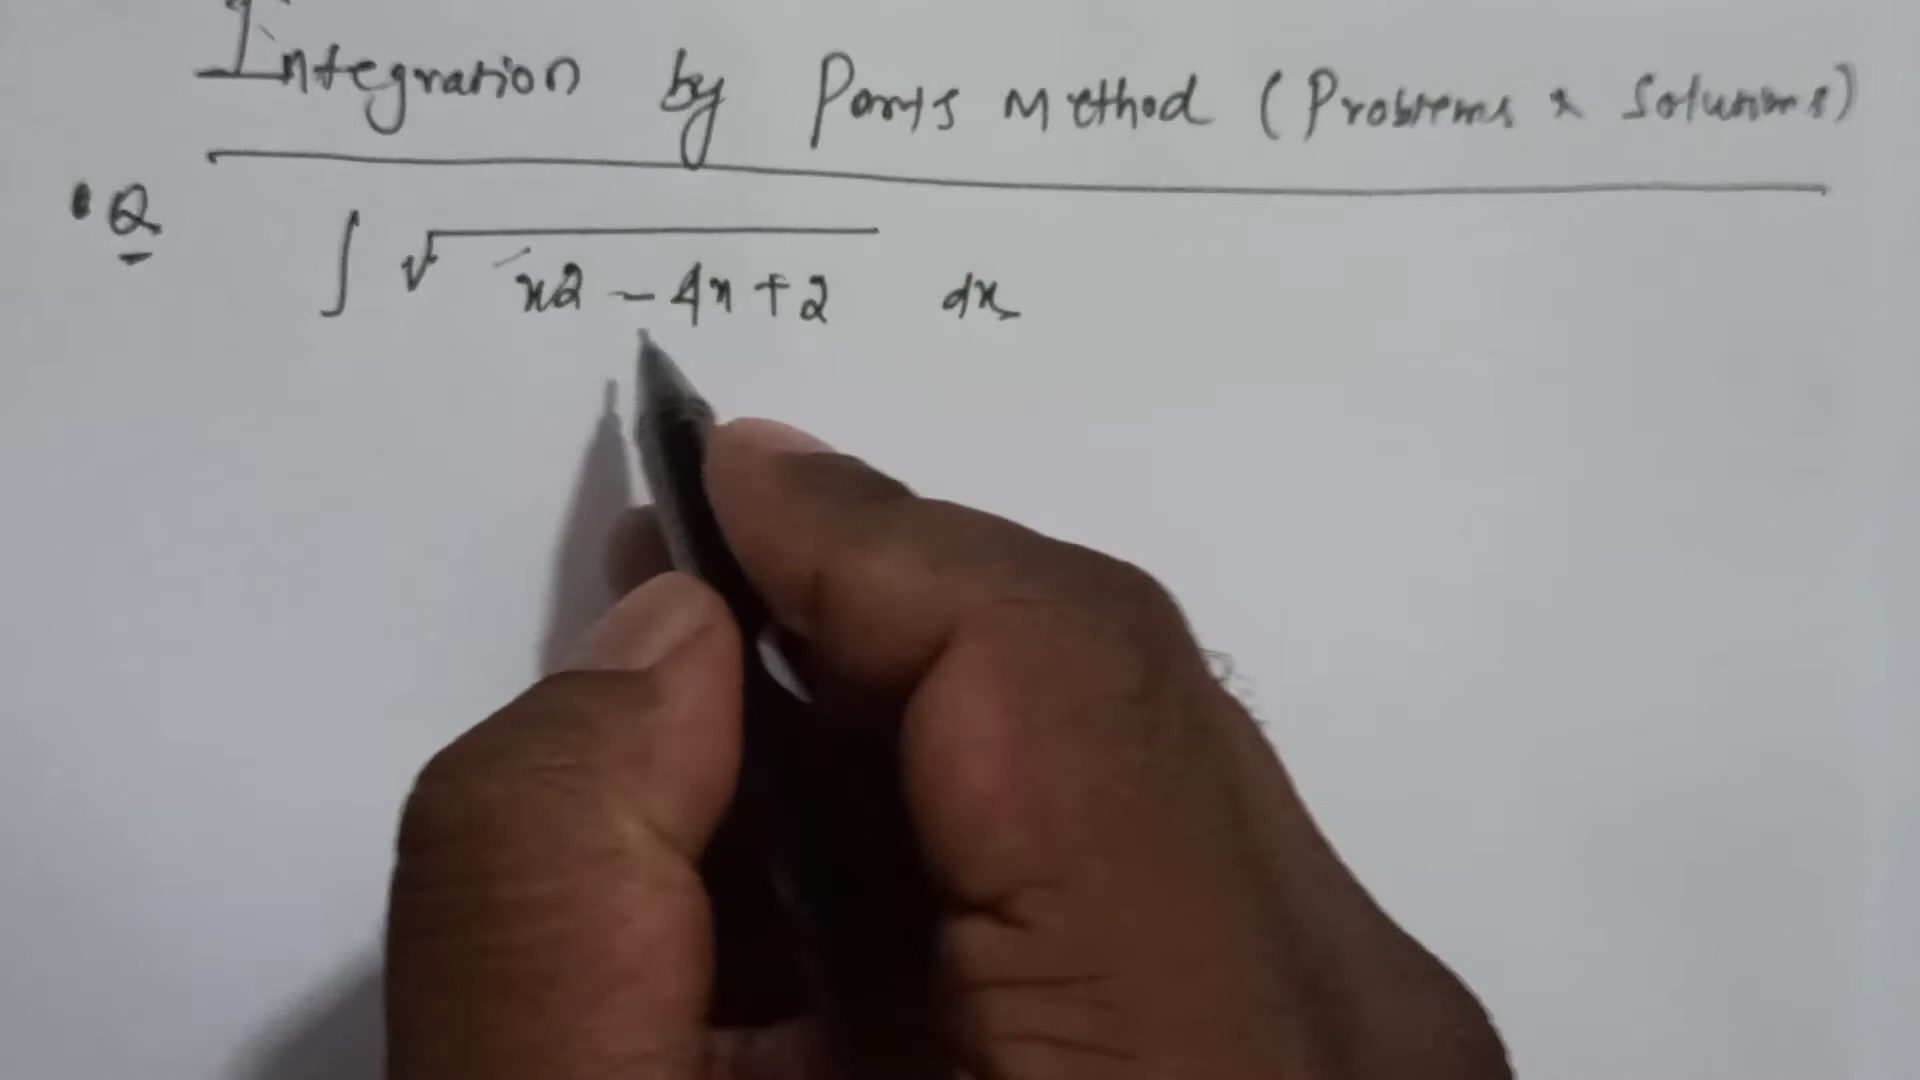 Integration by Parts Method (Problems & Solutions)
Q
∫ √ x2 - 4x + 2 dx